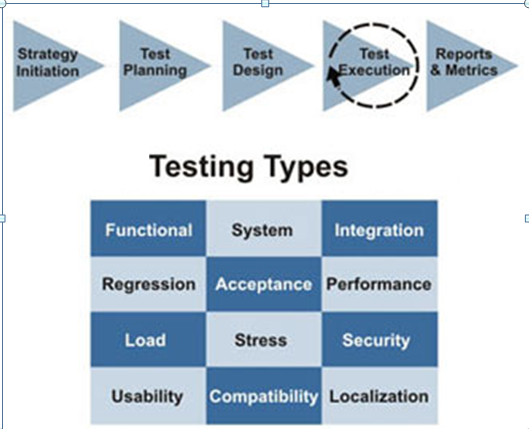 Strategy
Initiation
Test
Planning
Test
Design
Test
Execution
Reports
& Metrics
Testing Types
Functional
System
Integration
Regression
Acceptance
Performance
Load
Stress
Security
Usability
Compatibility
Localization